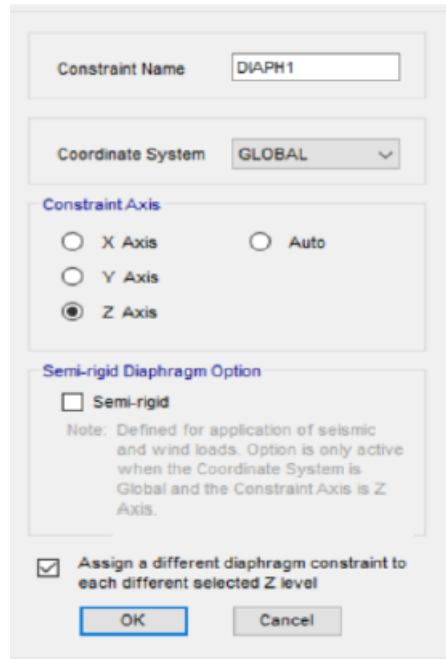 Constraint Name DIAPH1
Coordinate System GLOBAL
Constraint Axis
X Axis Auto
Y Axis
Z Axis
Semi-rigid Diaphragm Option
Semi-rigid
Note: Defined for application of seismic
and wind loads. Option is only active
when the Coordinate System is
Global and the Constraint Axis is Z
Axis.
Assign a different diaphragm constraint to
each different selected Z level
OK Cancel